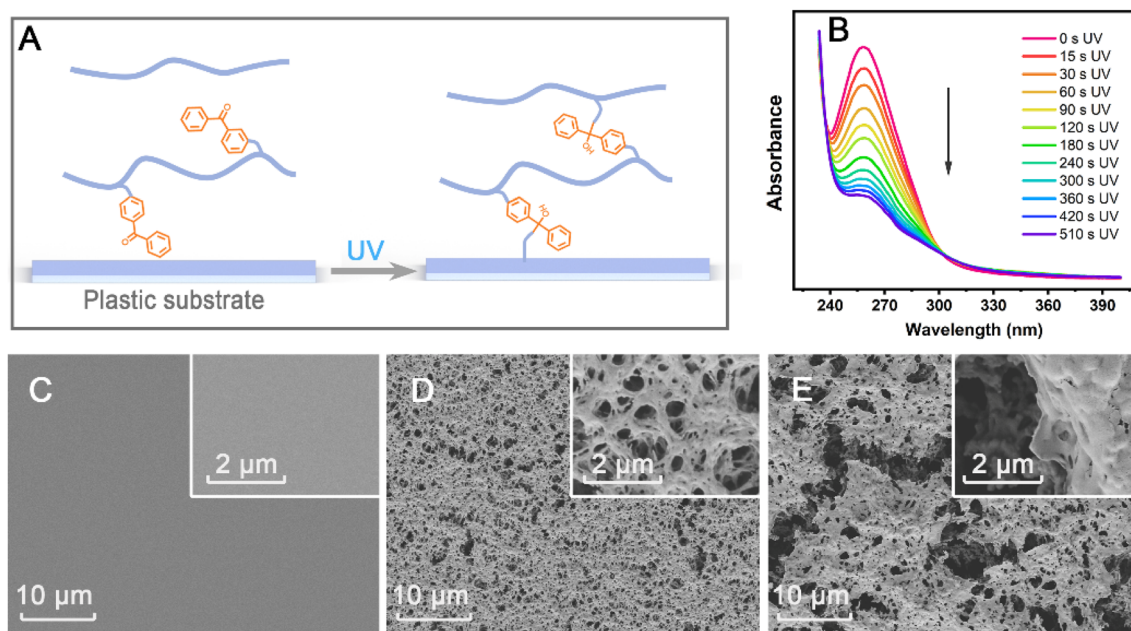 A
O
O
OH
HO
UV
Plastic substrate
B
Absorbance
0 s UV
15 s UV
30 s UV
60 s UV
90 s UV
120 s UV
180 s UV
240 s UV
300 s UV
360 s UV
420 s UV
510 s UV
240 270 300 330 360 390
Wavelength (nm)
C
2 µm
10 µm
D
2 µm
10 µm
E
2 µm
10 µm